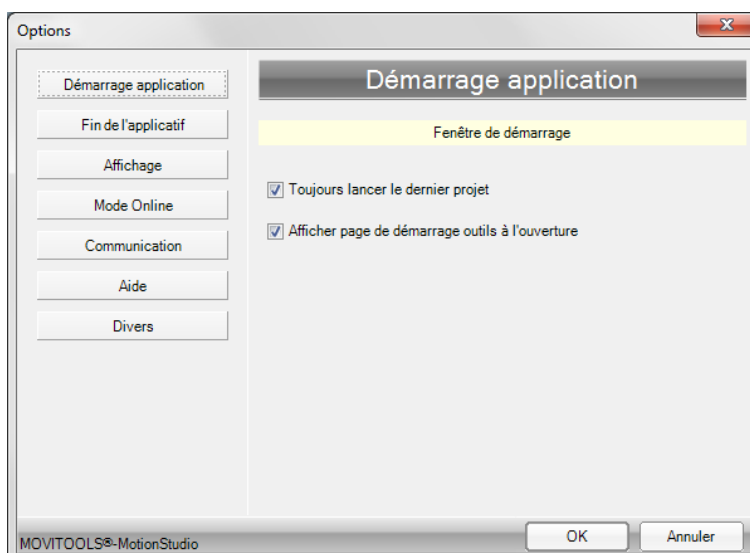 Options
Démarrage application
Fin de l'applicatif
Affichage
Mode Online
Communication
Aide
Divers
Démarrage application
Fenêtre de démarrage
Toujours lancer le dernier projet
Afficher page de démarrage outils à l'ouverture
MOVITOOLS®-MotionStudio
OK
Annuler